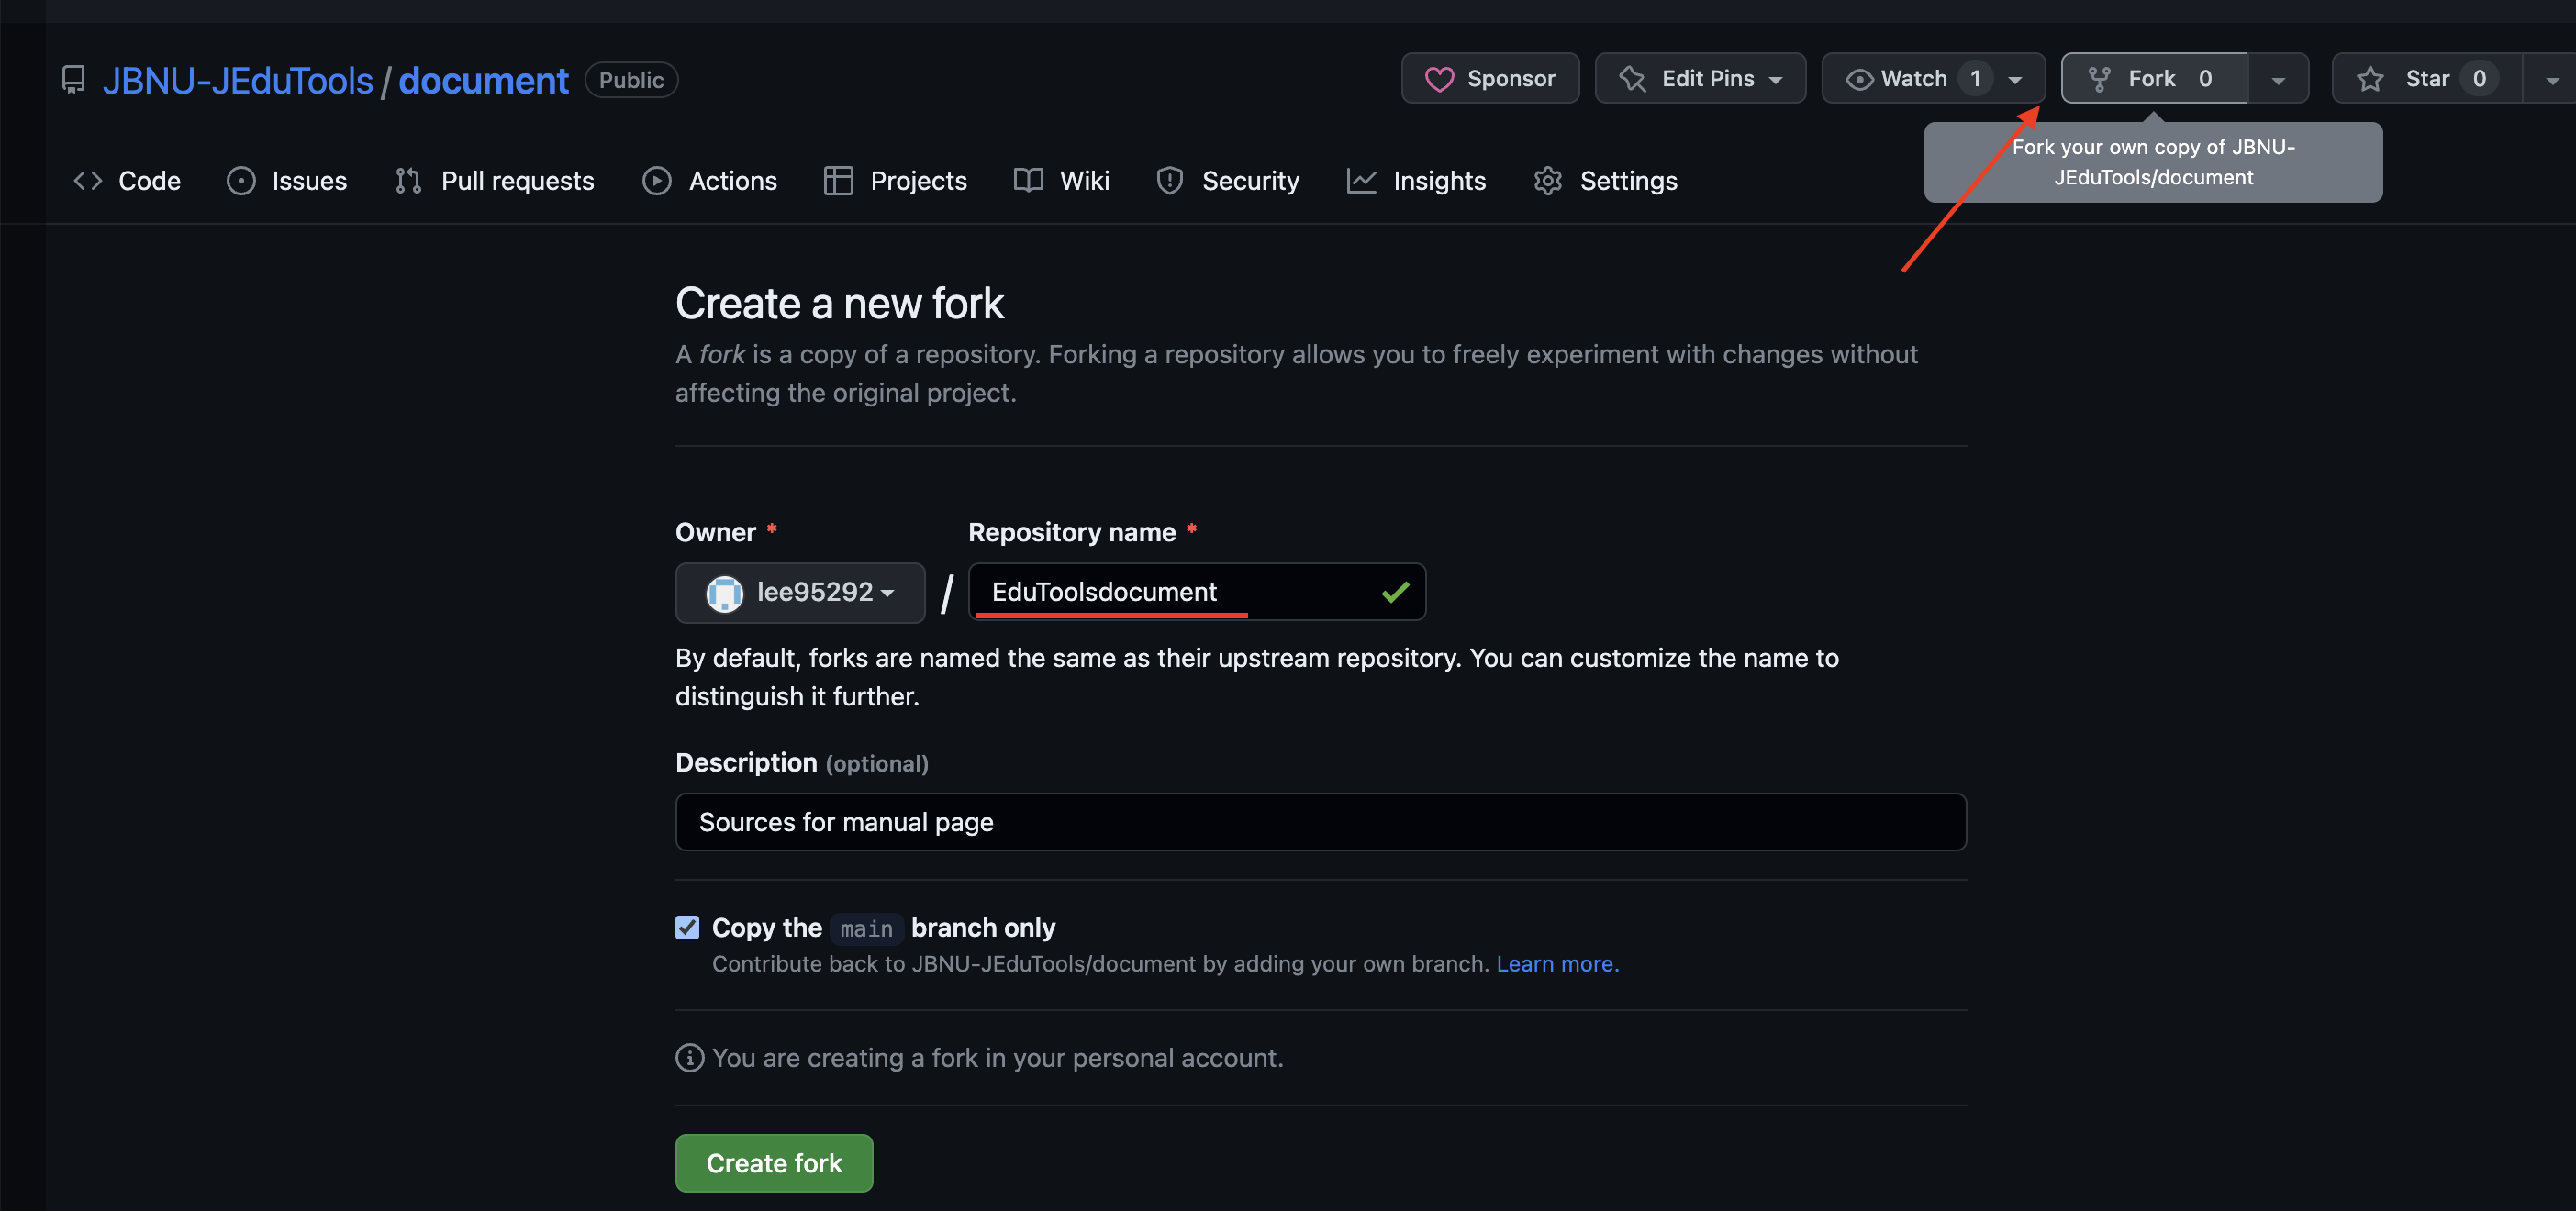 JBNU-JEduTools / document Public
Sponsor Edit Pins Watch 1 Fork 0 Star 0
Fork your own copy of JBNU-
JEduTools/document
Code Issues Pull requests Actions Projects Wiki Security Insights Settings
Create a new fork
A fork is a copy of a repository. Forking a repository allows you to freely experiment with changes without
affecting the original project.
Owner * Repository name *
lee95292 / EduToolsdocument
By default, forks are named the same as their upstream repository. You can customize the name to
distinguish it further.
Description (optional)
Sources for manual page
Copy the main branch only
Contribute back to JBNU-JEduTools/document by adding your own branch. Learn more.
You are creating a fork in your personal account.
Create fork